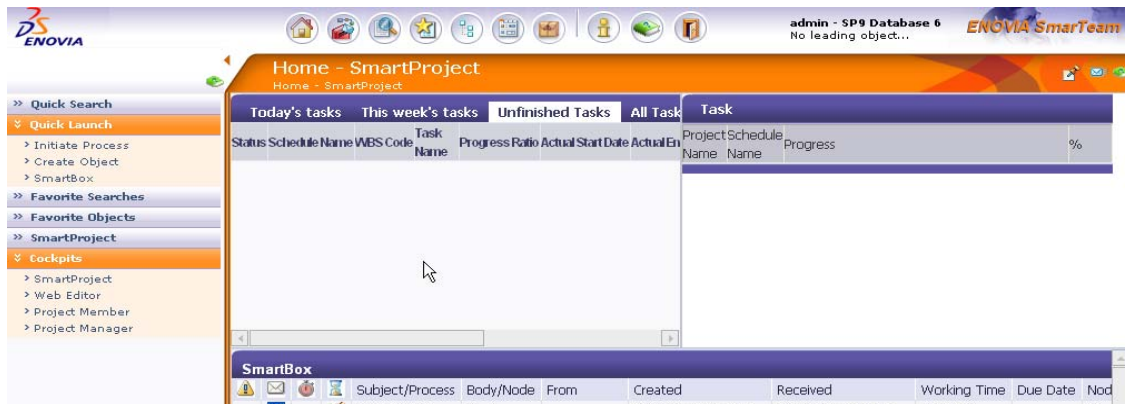 3DS
ENOVIA
admin - SP9 Database 6
No leading object...
ENOVIA SmarTeam
Home - SmartProject
Home - SmartProject
Quick Search
Quick Launch
Initiate Process
Create Object
SmartBox
Favorite Searches
Favorite Objects
SmartProject
Cockpits
SmartProject
Web Editor
Project Member
Project Manager
Today's tasks This week's tasks Unfinished Tasks All Task
Status Schedule Name WBS Code Task Name Progress Ratio Actual Start Date Actual En
Task
Project Name Schedule Name Progress %
SmartBox
Subject/Process Body/Node From Created Received Working Time Due Date Nod